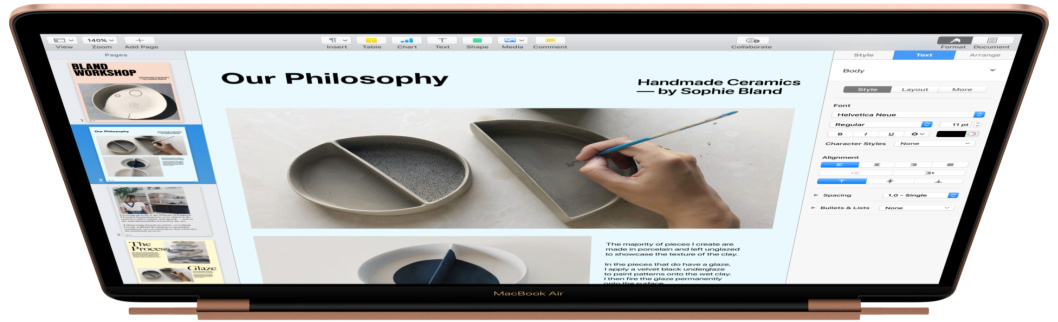 140%
View
Zoom
Add Page
Insert
Table
Chart
Text
Shape
Media
Comment
Collaborate
Format
Document
Pages
Style
Text
Arrange
BLAND
WORKSHOP
1
Our Philosophy
The
Process
Glaze
Our Philosophy
Handmade Ceramics
— by Sophie Bland
The majority of pieces I create are
made in porcelain and left unglazed
to showcase the texture of the clay.
In the pieces that do have a glaze,
I apply a velvet black underglaze
to paint patterns onto the wet clay.
I then fire the glaze permanently
onto the surface
Body
Style
Layout
More
Font
Helvetica Neue
Regular
11 pt
B
I
U
Character Styles
None
Alignment
Spacing
1.0 - Single
Bullets & Lists
None
MacBook Air